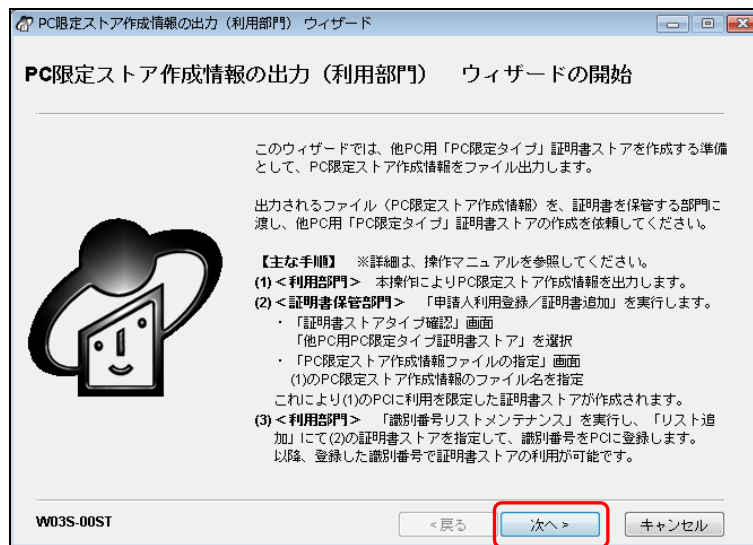 PC限定ストア作成情報の出力（利用部門） ウィザード
PC限定ストア作成情報の出力（利用部門）　ウィザードの開始
このウィザードでは、他PC用「PC限定タイプ」証明書ストアを作成する準備
として、PC限定ストア作成情報をファイル出力します。
出力されるファイル（PC限定ストア作成情報）を、証明書を保管する部門に
渡し、他PC用「PC限定タイプ」証明書ストアの作成を依頼してください。
【主な手順】　※詳細は、操作マニュアルを参照してください。
(1)＜利用部門＞　本操作によりPC限定ストア作成情報を出力します。
(2)＜証明書保管部門＞　「申請人利用登録／証明書追加」を実行します。
・「証明書ストアタイプ確認」画面
「他PC用PC限定タイプ証明書ストア」を選択
・「PC限定ストア作成情報ファイルの指定」画面
(1)のPC限定ストア作成情報のファイル名を指定
これにより(1)のPCに利用を限定した証明書ストアが作成されます。
(3)＜利用部門＞　「識別番号リストメンテナンス」を実行し、「リスト追
加」にて(2)の証明書ストアを指定して、識別番号をPCに登録します。
以降、登録した識別番号で証明書ストアの利用が可能です。
W03S-00ST
<戻る
次へ>
キャンセル